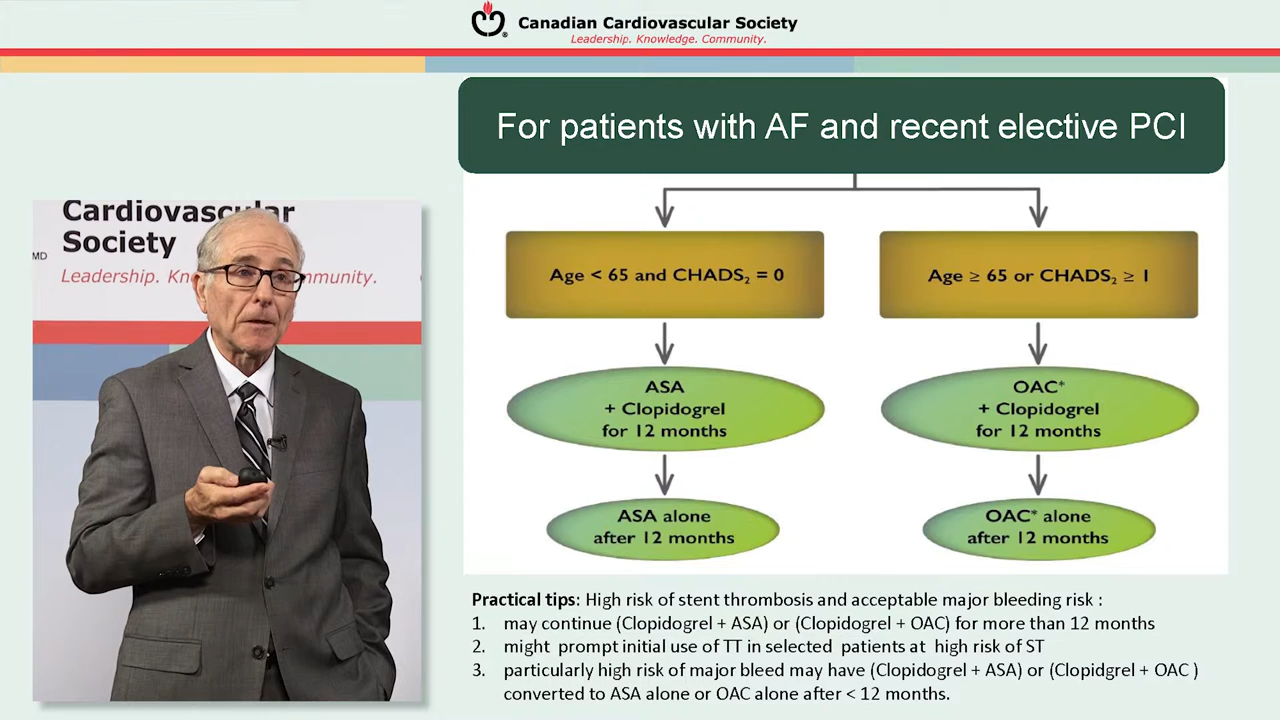 Canadian Cardiovascular Society
Leadership. Knowledge. Community.
For patients with AF and recent elective PCI
Cardiovascular
Society
MD
Leadership. Kn mmunity.
Age < 65 and CHADS₂ = 0
Age ≥ 65 or CHADS₂ ≥ 1
ASA
+ Clopidogrel
for 12 months
OAC*
+ Clopidogrel
for 12 months
ASA alone
after 12 months
OAC* alone
after 12 months
Practical tips: High risk of stent thrombosis and acceptable major bleeding risk :
1. may continue (Clopidogrel + ASA) or (Clopidogrel + OAC) for more than 12 months
2. might prompt initial use of TT in selected patients at high risk of ST
3. particularly high risk of major bleed may have (Clopidogrel + ASA) or (Clopidgrel + OAC )
converted to ASA alone or OAC alone after < 12 months.